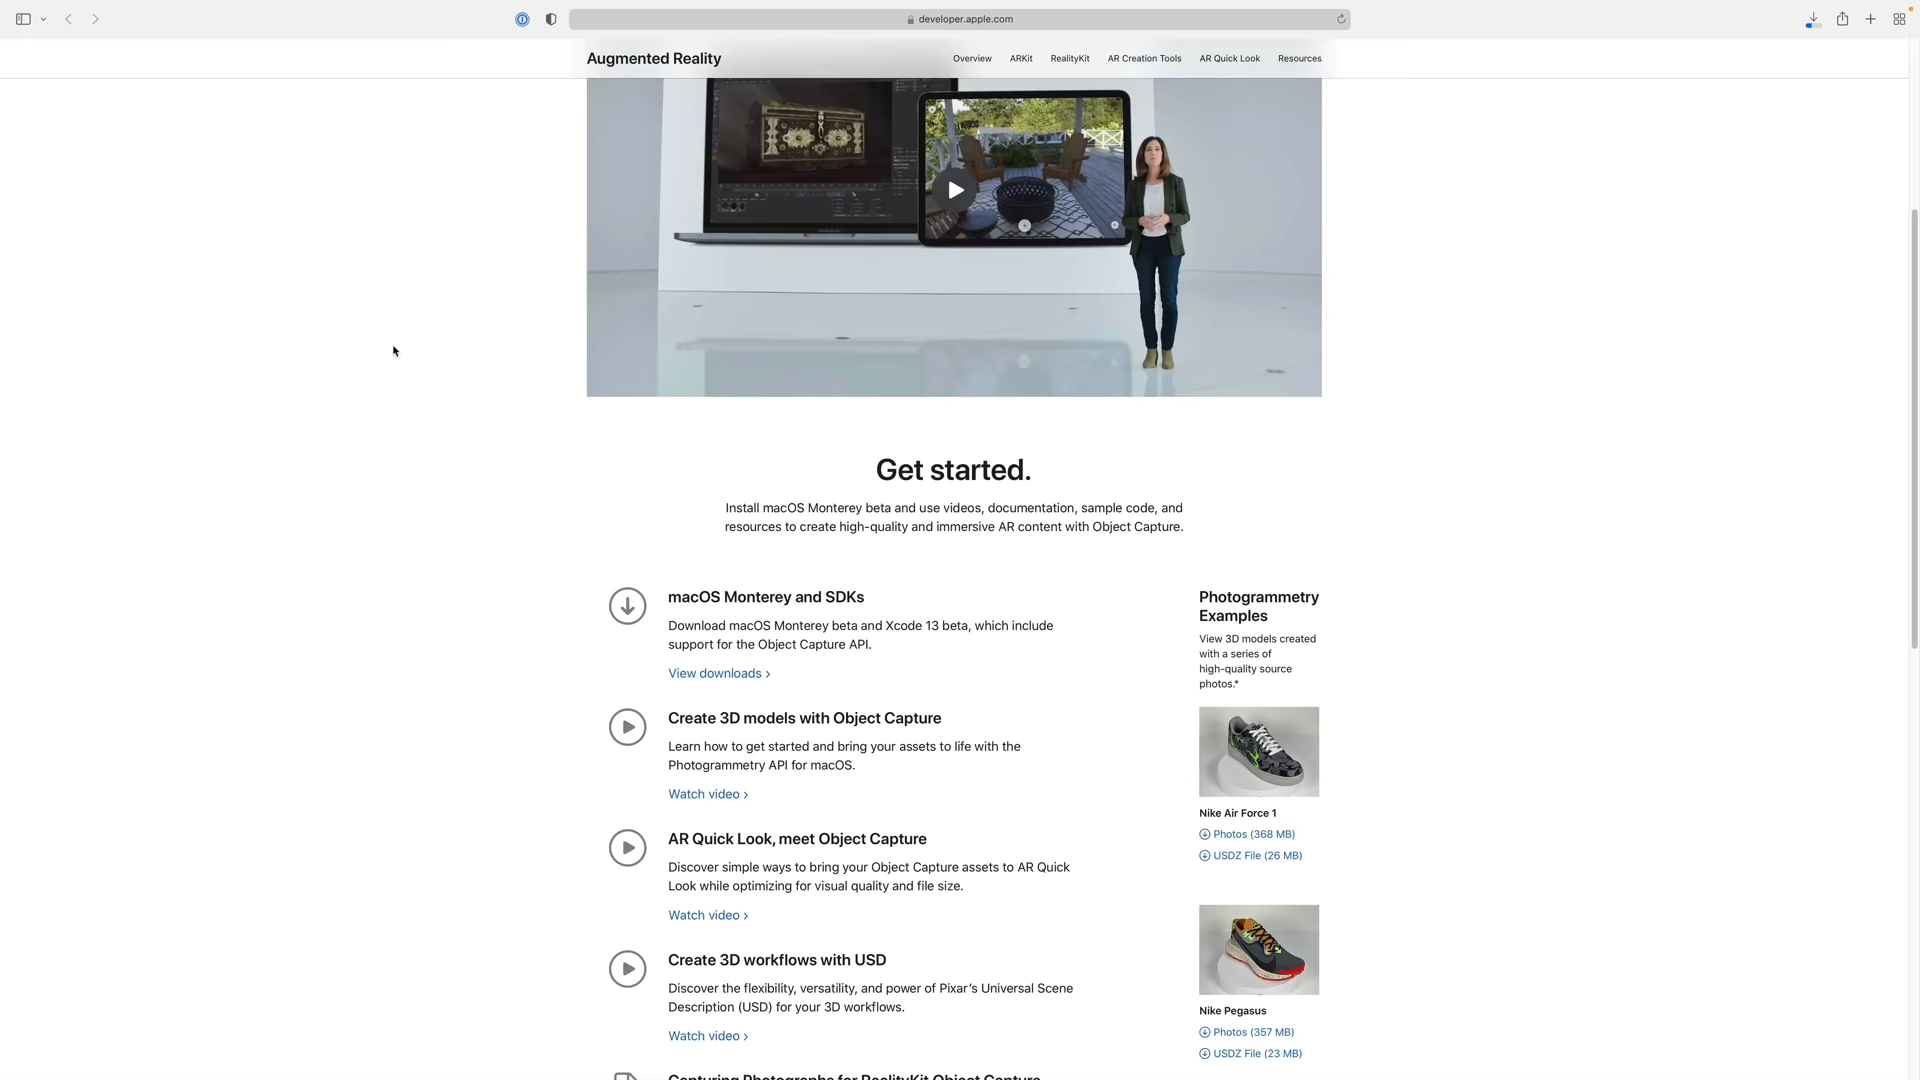 developer.apple.com
Augmented Reality
Overview
ARKit
RealityKit
AR Creation Tools
AR Quick Look
Resources
Get started.
Install macOS Monterey beta and use videos, documentation, sample code, and
resources to create high-quality and immersive AR content with Object Capture.
macOS Monterey and SDKs
Download macOS Monterey beta and Xcode 13 beta, which include
support for the Object Capture API.
View downloads ›
Create 3D models with Object Capture
Learn how to get started and bring your assets to life with the
Photogrammetry API for macOS.
Watch video ›
AR Quick Look, meet Object Capture
Discover simple ways to bring your Object Capture assets to AR Quick
Look while optimizing for visual quality and file size.
Watch video ›
Create 3D workflows with USD
Discover the flexibility, versatility, and power of Pixar’s Universal Scene
Description (USD) for your 3D workflows.
Watch video ›
Capturing Photographs for RealityKit Object Capture
Photogrammetry
Examples
View 3D models created
with a series of
high-quality source
photos.*
Nike Air Force 1
Photos (368 MB)
USDZ File (26 MB)
Nike Pegasus
Photos (357 MB)
USDZ File (23 MB)